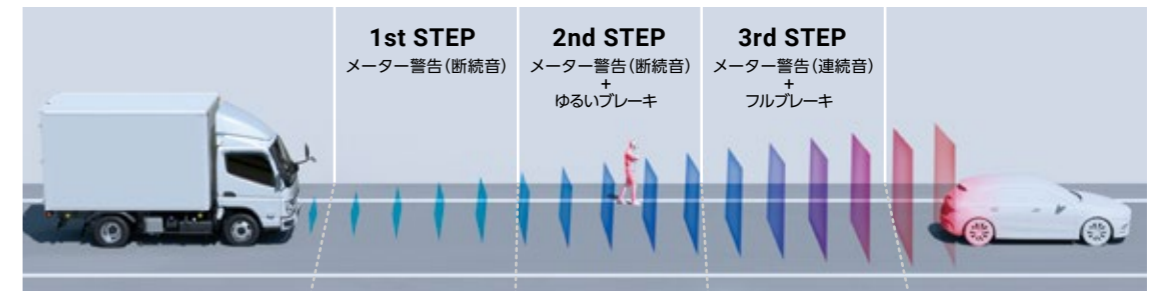 1st STEP
メーター警告(断続音)
2nd STEP
メーター警告(断続音)
+
ゆるいブレーキ
3rd STEP
メーター警告(連続音)
+
フルブレーキ